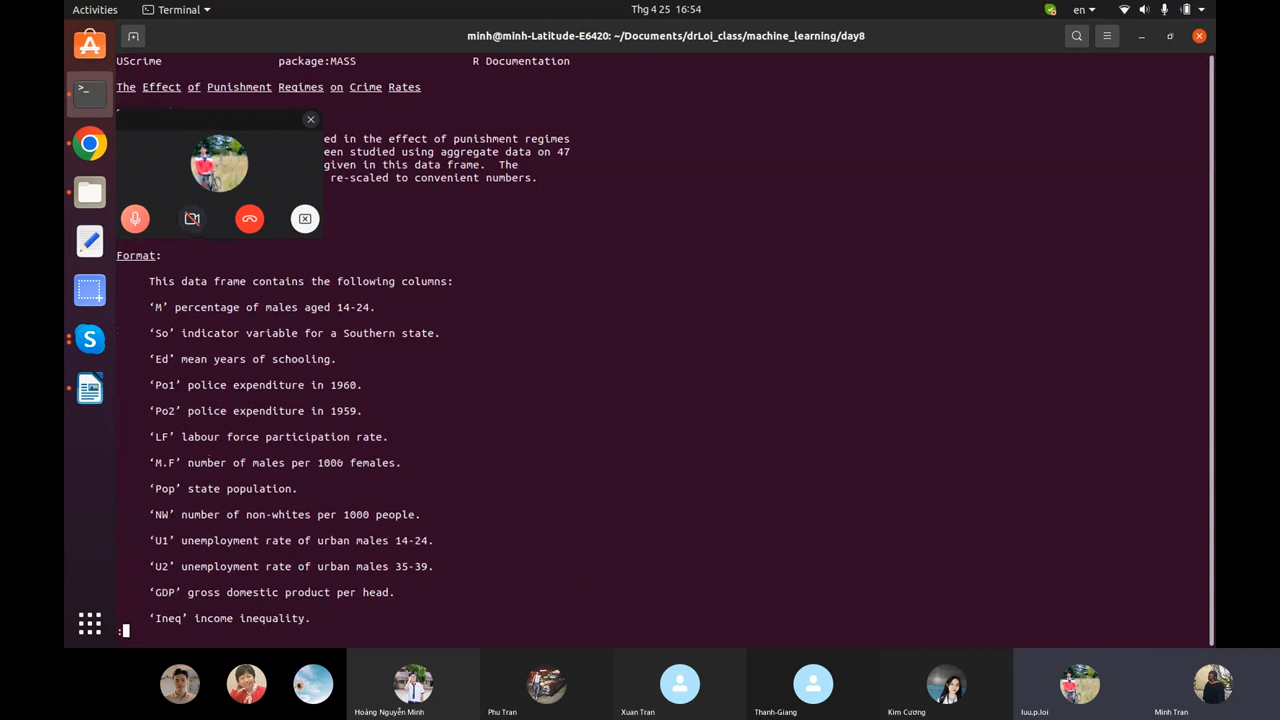 Activities
Terminal
Thg 4 25 16:54
en
minh@minh-Latitude-E6420: ~/Documents/drLoi_class/machine_learning/day8
UScrime package:MASS R Documentation
The Effect of Punishment Regimes on Crime Rates
ed in the effect of punishment regimes
een studied using aggregate data on 47
given in this data frame. The
re-scaled to convenient numbers.
Format:
This data frame contains the following columns:
‘M’ percentage of males aged 14-24.
‘So’ indicator variable for a Southern state.
‘Ed’ mean years of schooling.
‘Po1’ police expenditure in 1960.
‘Po2’ police expenditure in 1959.
‘LF’ labour force participation rate.
‘M.F’ number of males per 1000 females.
‘Pop’ state population.
‘NW’ number of non-whites per 1000 people.
‘U1’ unemployment rate of urban males 14-24.
‘U2’ unemployment rate of urban males 35-39.
‘GDP’ gross domestic product per head.
‘Ineq’ income inequality.
:
Hoàng Nguyễn Minh
Phu Tran
Xuan Tran
Thanh-Giang
Kim Cương
luu.p.loi
Minh Tran